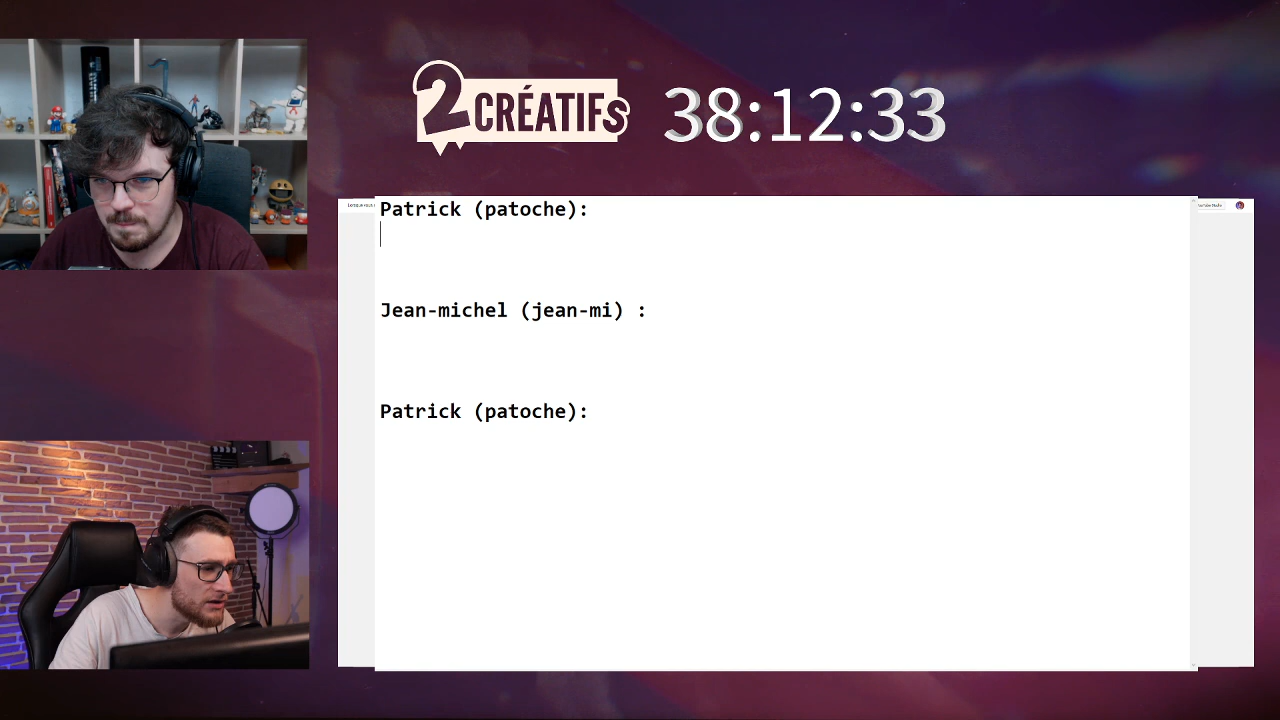 2 CRÉATIFS
38:12:33
Patrick (patoche):
Jean-michel (jean-mi) :
Patrick (patoche):